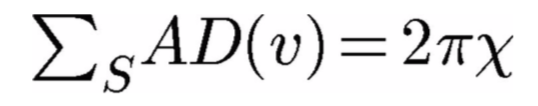 ∑_S AD(v) = 2πχ